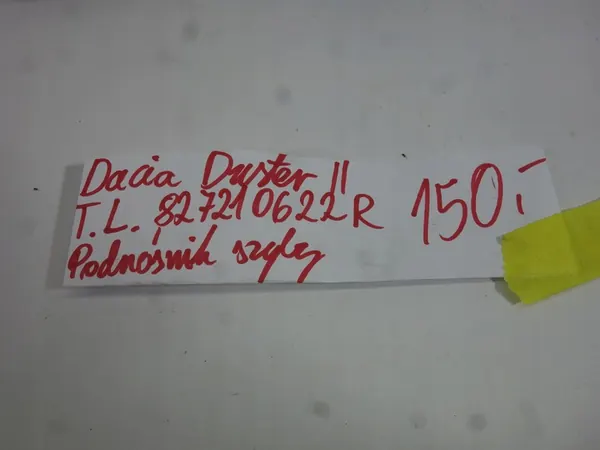 Dacia Duster II
T.L. 827210622R 150,-
Podnośnik szyby